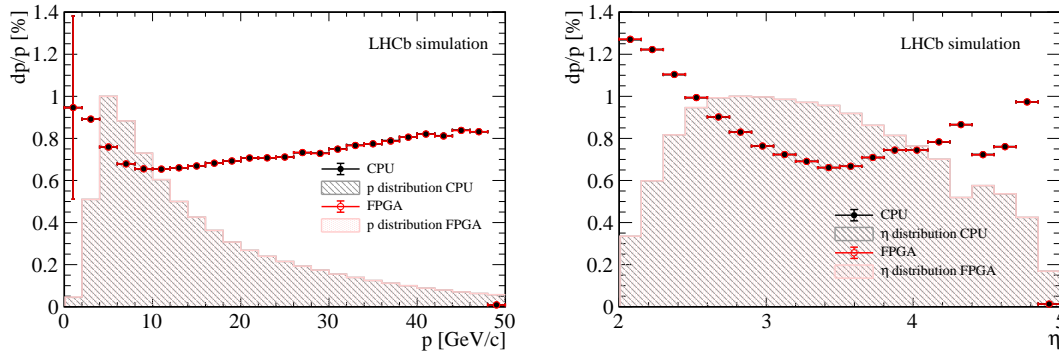 dp/p [%]
1.4
1.2
1
0.8
0.6
0.4
0.2
0
LHCb simulation
CPU
p distribution CPU
FPGA
p distribution FPGA
0
10
20
30
40
50
p [GeV/c]
dp/p [%]
1.4
1.2
1
0.8
0.6
0.4
0.2
0
LHCb simulation
CPU
η distribution CPU
FPGA
η distribution FPGA
2
3
4
5
η